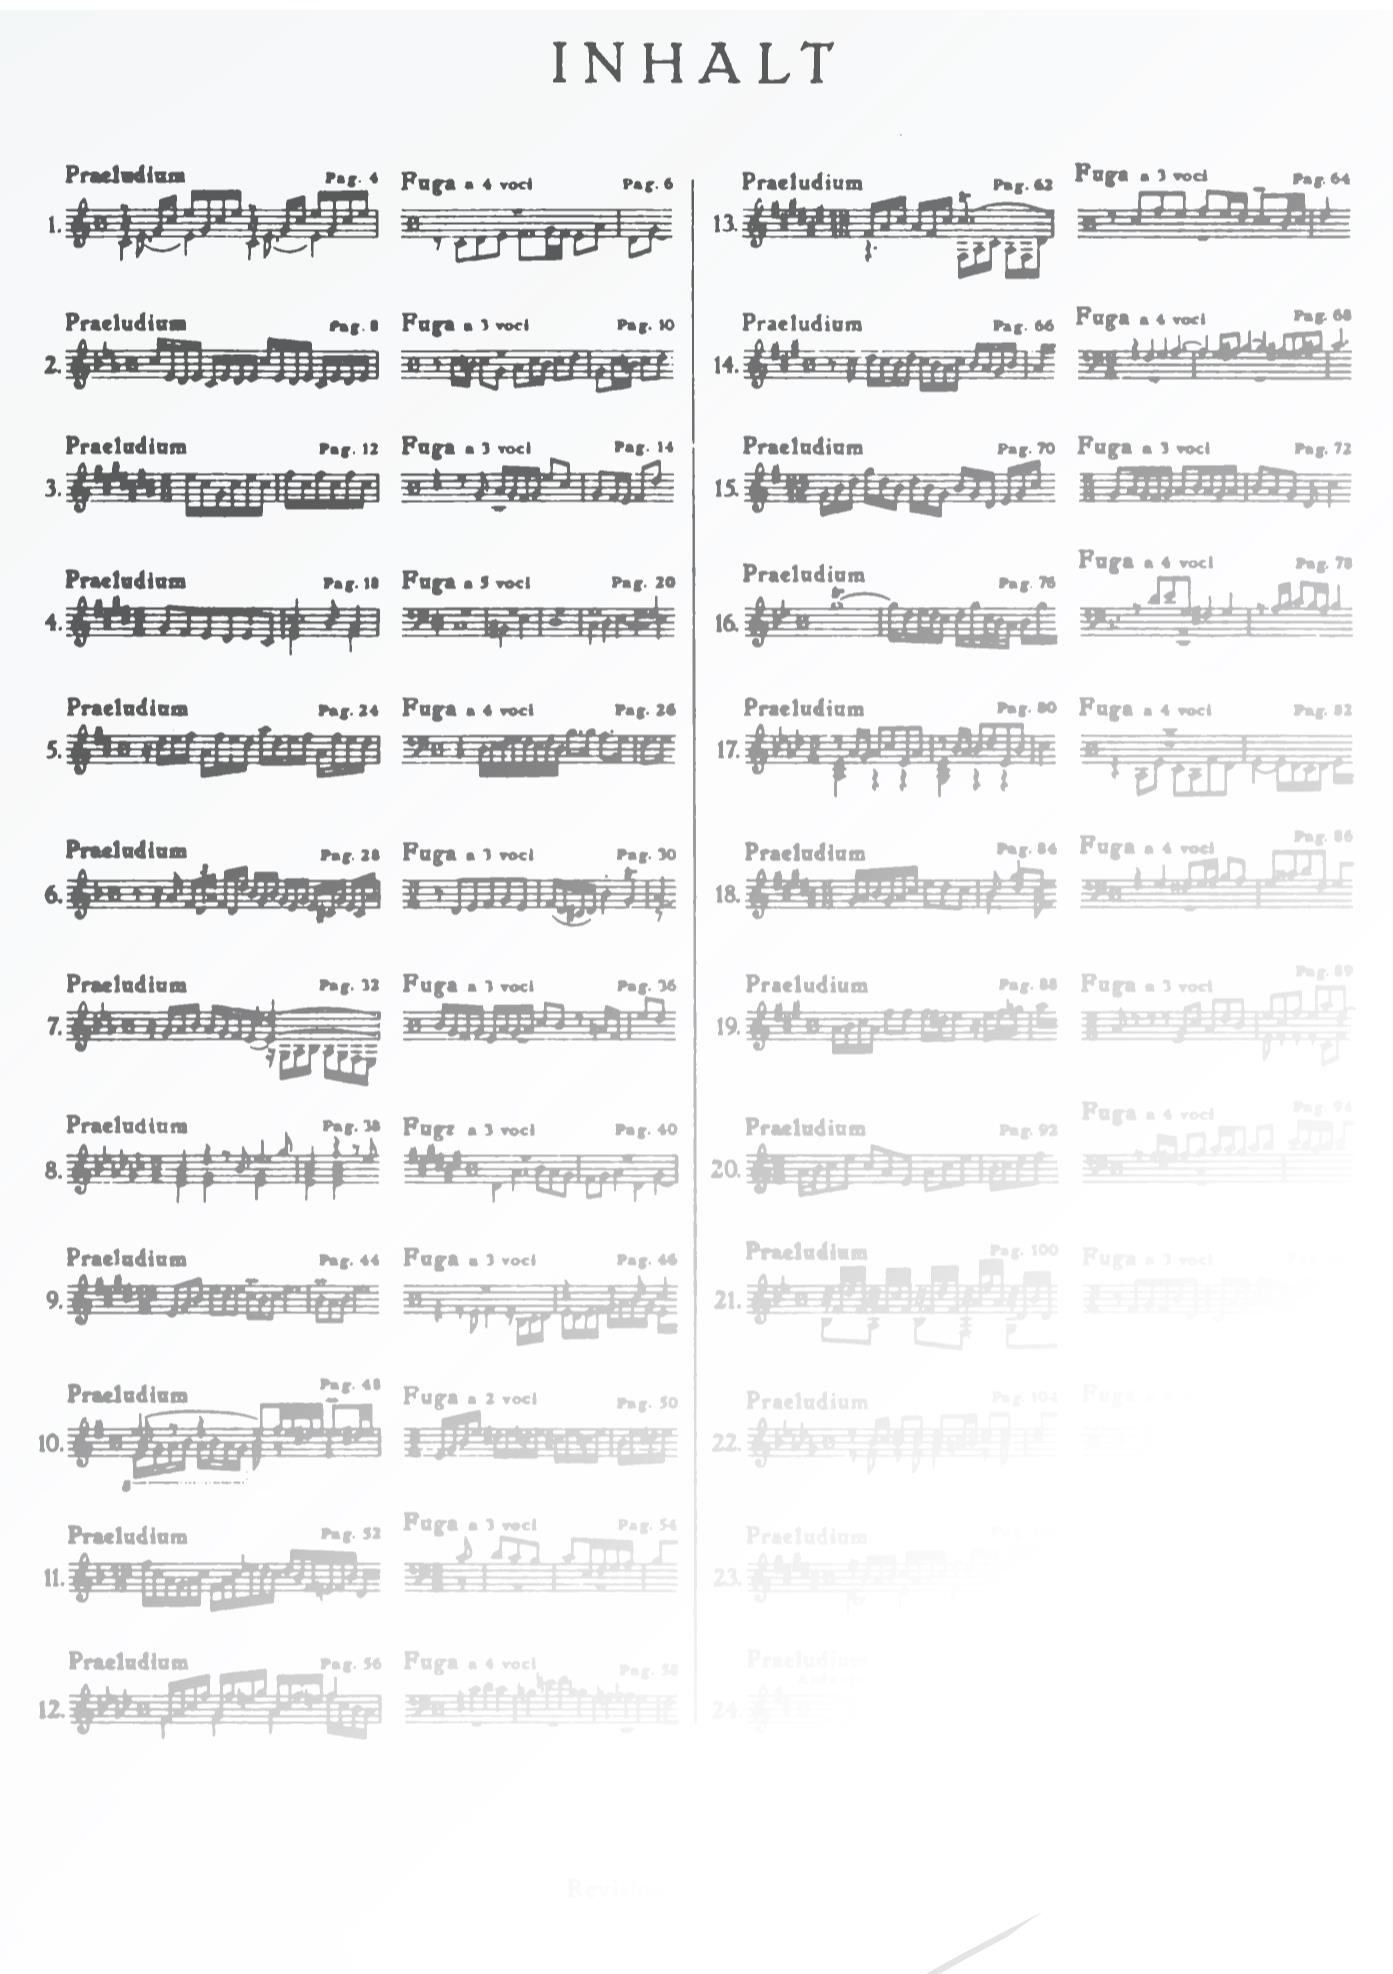 INHALT
Praeludium Pag. 4 Fuga a 4 voci Pag. 6
1.
Praeludium Pag. 8 Fuga a 3 voci Pag. 10
2.
Praeludium Pag. 12 Fuga a 3 voci Pag. 14
3.
Praeludium Pag. 18 Fuga a 5 voci Pag. 20
4.
Praeludium Pag. 24 Fuga a 4 voci Pag. 26
5.
Praeludium Pag. 28 Fuga a 3 voci Pag. 30
6.
Praeludium Pag. 32 Fuga a 3 voci Pag. 36
7.
Praeludium Pag. 38 Fuga a 3 voci Pag. 40
8.
Praeludium Pag. 44 Fuga a 3 voci Pag. 46
9.
Praeludium Pag. 48 Fuga a 2 voci Pag. 50
10.
8
Praeludium Pag. 52 Fuga a 3 voci Pag. 54
11.
Praeludium Pag. 56 Fuga a 4 voci Pag. 58
12.
Praeludium Pag. 62 Fuga a 3 voci Pag. 64
13.
Praeludium Pag. 66 Fuga a 4 voci Pag. 68
14.
Praeludium Pag. 70 Fuga a 3 voci Pag. 72
15.
Praeludium Pag. 76 Fuga a 4 voci Pag. 78
16.
Praeludium Pag. 80 Fuga a 4 voci Pag. 82
17.
Praeludium Pag. 84 Fuga a 4 voci Pag. 86
18.
Praeludium Pag. 88 Fuga a 3 voci Pag. 89
19.
Praeludium Pag. 92 Fuga a 4 voci Pag. 94
20.
Praeludium Pag. 100 Fuga a 3 voci
21.
Praeludium Pag. 104 Fuga
22.
Praeludium
23.
Praeludium
24.